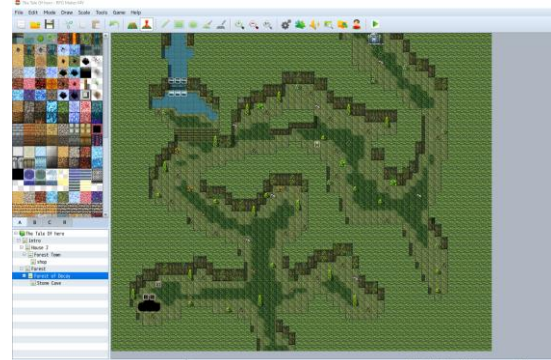 The Tale Of hero - RPG Maker MV
File Edit Mode Draw Scale Tools Game Help
A B C R
The Tale Of hero
intro
House 2
Forest Town
shop
Forest
Forest of Decay
Stone Cave